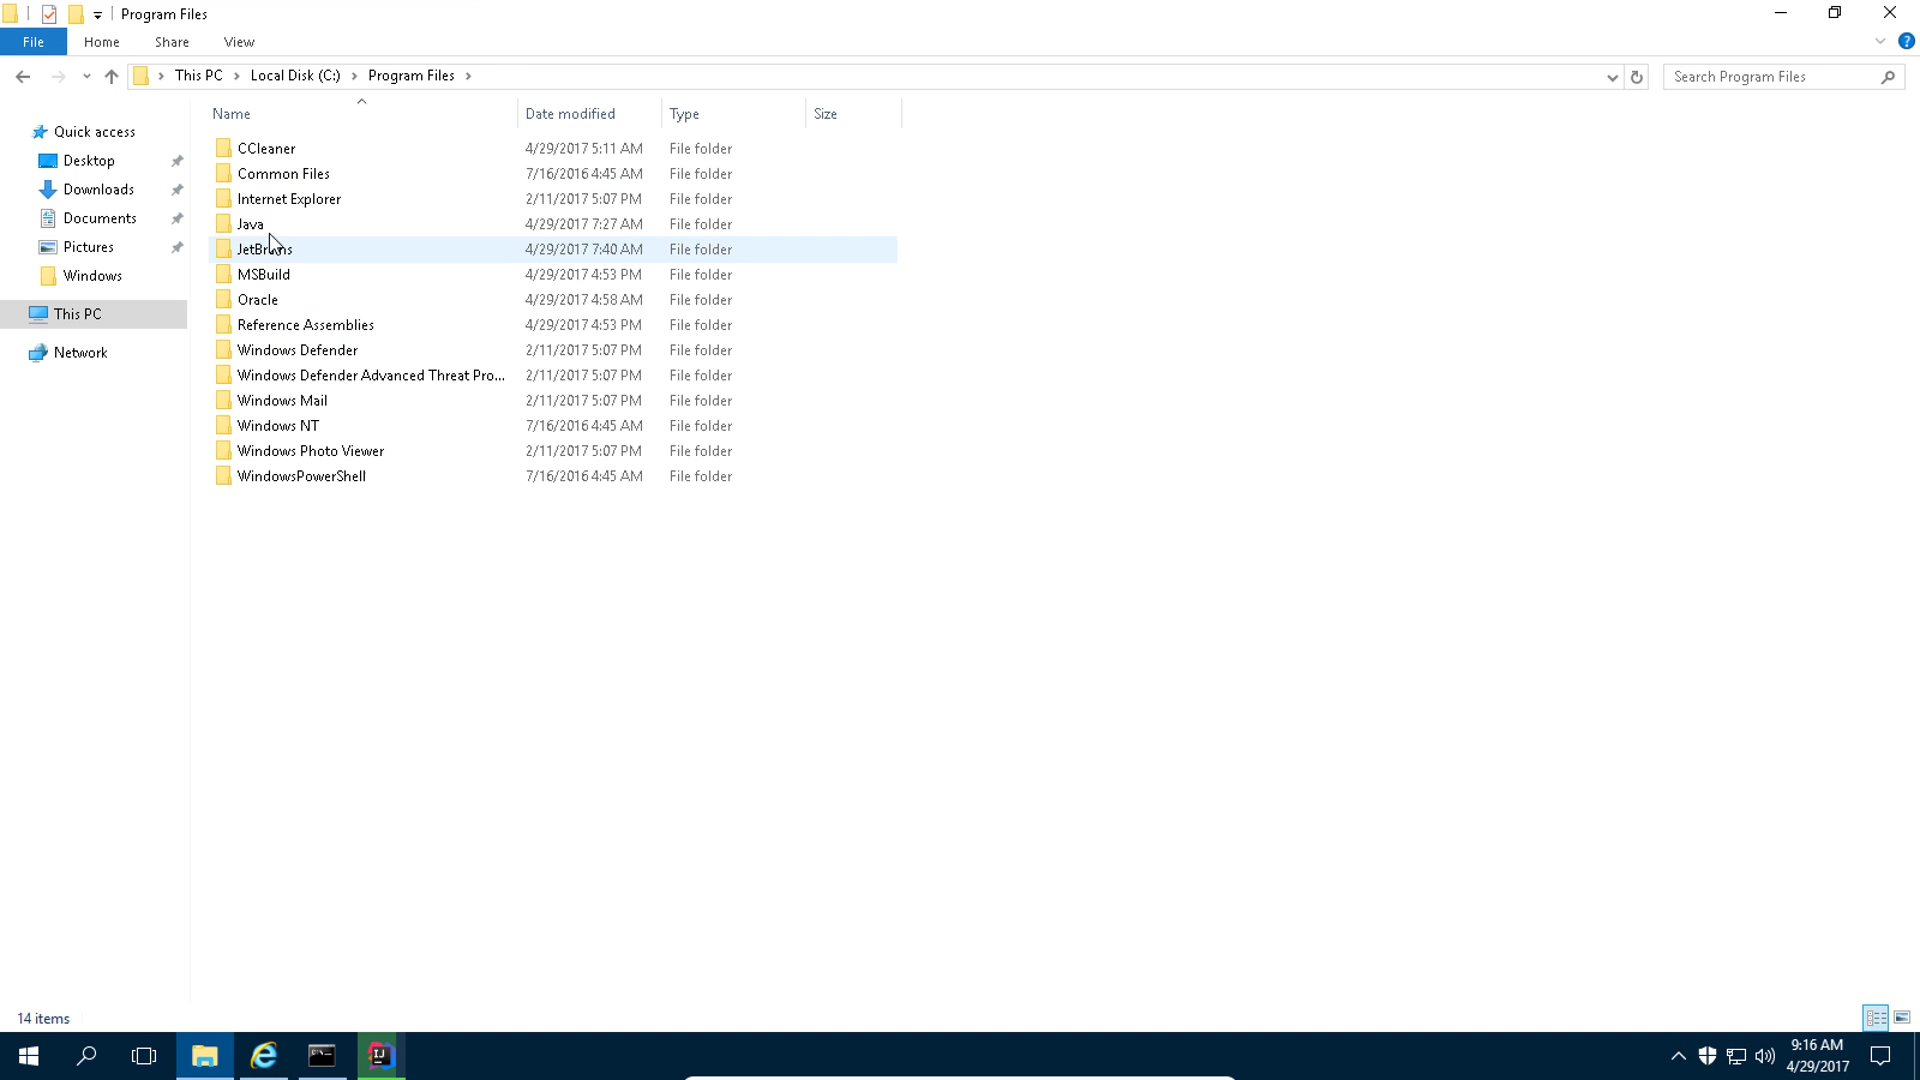 Program Files
File Home Share View
This PC Local Disk (C:) Program Files Search Program Files
Name Date modified Type Size
Quick access
Desktop
Downloads
Documents
Pictures
Windows
This PC
Network
CCleaner 4/29/2017 5:11 AM File folder
Common Files 7/16/2016 4:45 AM File folder
Internet Explorer 2/11/2017 5:07 PM File folder
Java 4/29/2017 7:27 AM File folder
JetBrains 4/29/2017 7:40 AM File folder
MSBuild 4/29/2017 4:53 PM File folder
Oracle 4/29/2017 4:58 AM File folder
Reference Assemblies 4/29/2017 4:53 PM File folder
Windows Defender 2/11/2017 5:07 PM File folder
Windows Defender Advanced Threat Pro... 2/11/2017 5:07 PM File folder
Windows Mail 2/11/2017 5:07 PM File folder
Windows NT 7/16/2016 4:45 AM File folder
Windows Photo Viewer 2/11/2017 5:07 PM File folder
WindowsPowerShell 7/16/2016 4:45 AM File folder
14 items
IJ
9:16 AM
4/29/2017